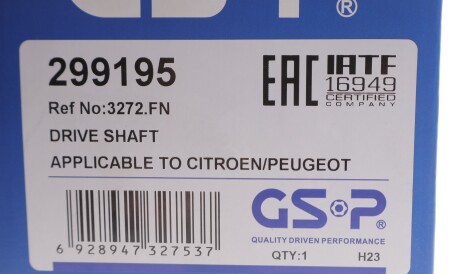 GSP®
299195
EAC IATF
16949
CERTIFIED
COMPANY
Ref No:3272.FN
DRIVE SHAFT
APPLICABLE TO CITROEN/PEUGEOT
GSP®
QUALITY DRIVEN PERFORMANCE
6 928947 327537
QTY:1 H23